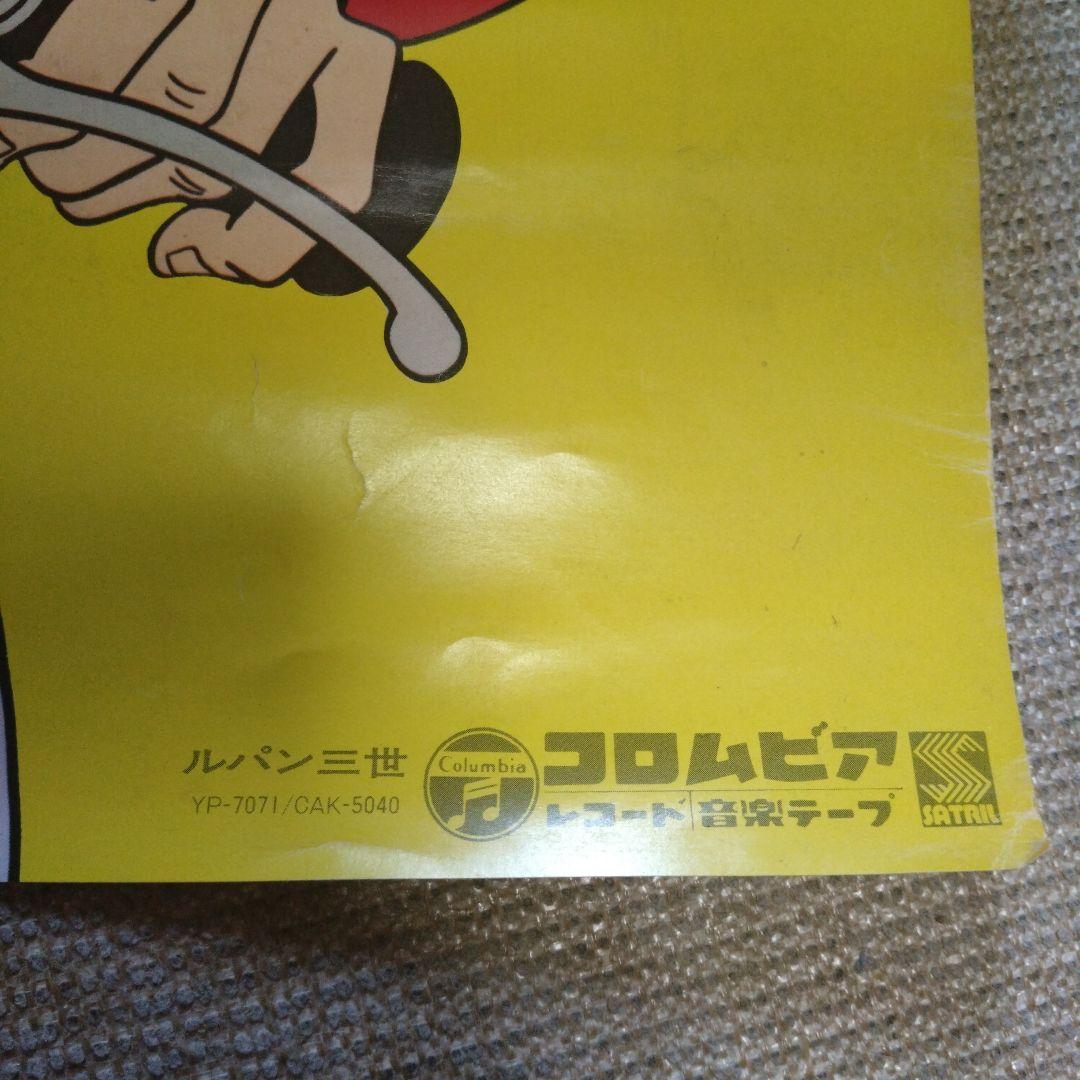 ルパン三世
YP-7071/CAK-5040
Columbia
コロムビア
レコード|音楽テープ
SATRIL